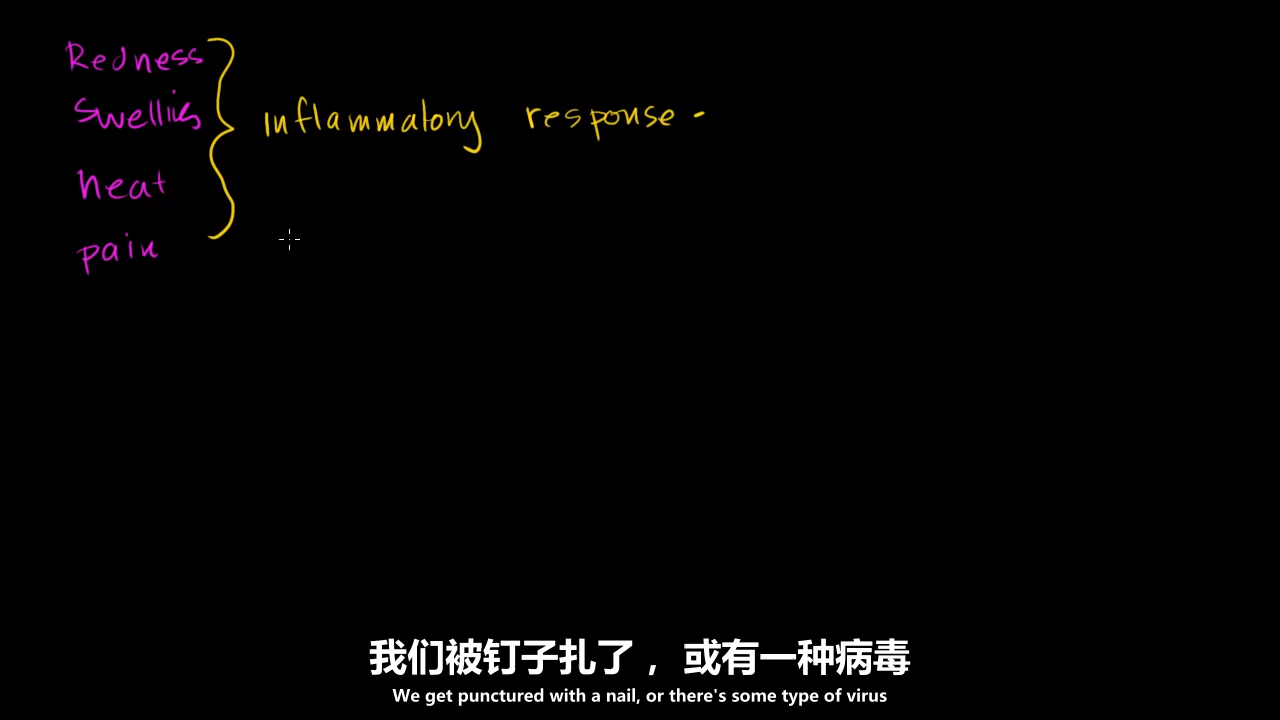 Redness
Swelling
heat
pain
inflammatory response.
我们被钉子扎了，或有一种病毒
We get punctured with a nail, or there's some type of virus